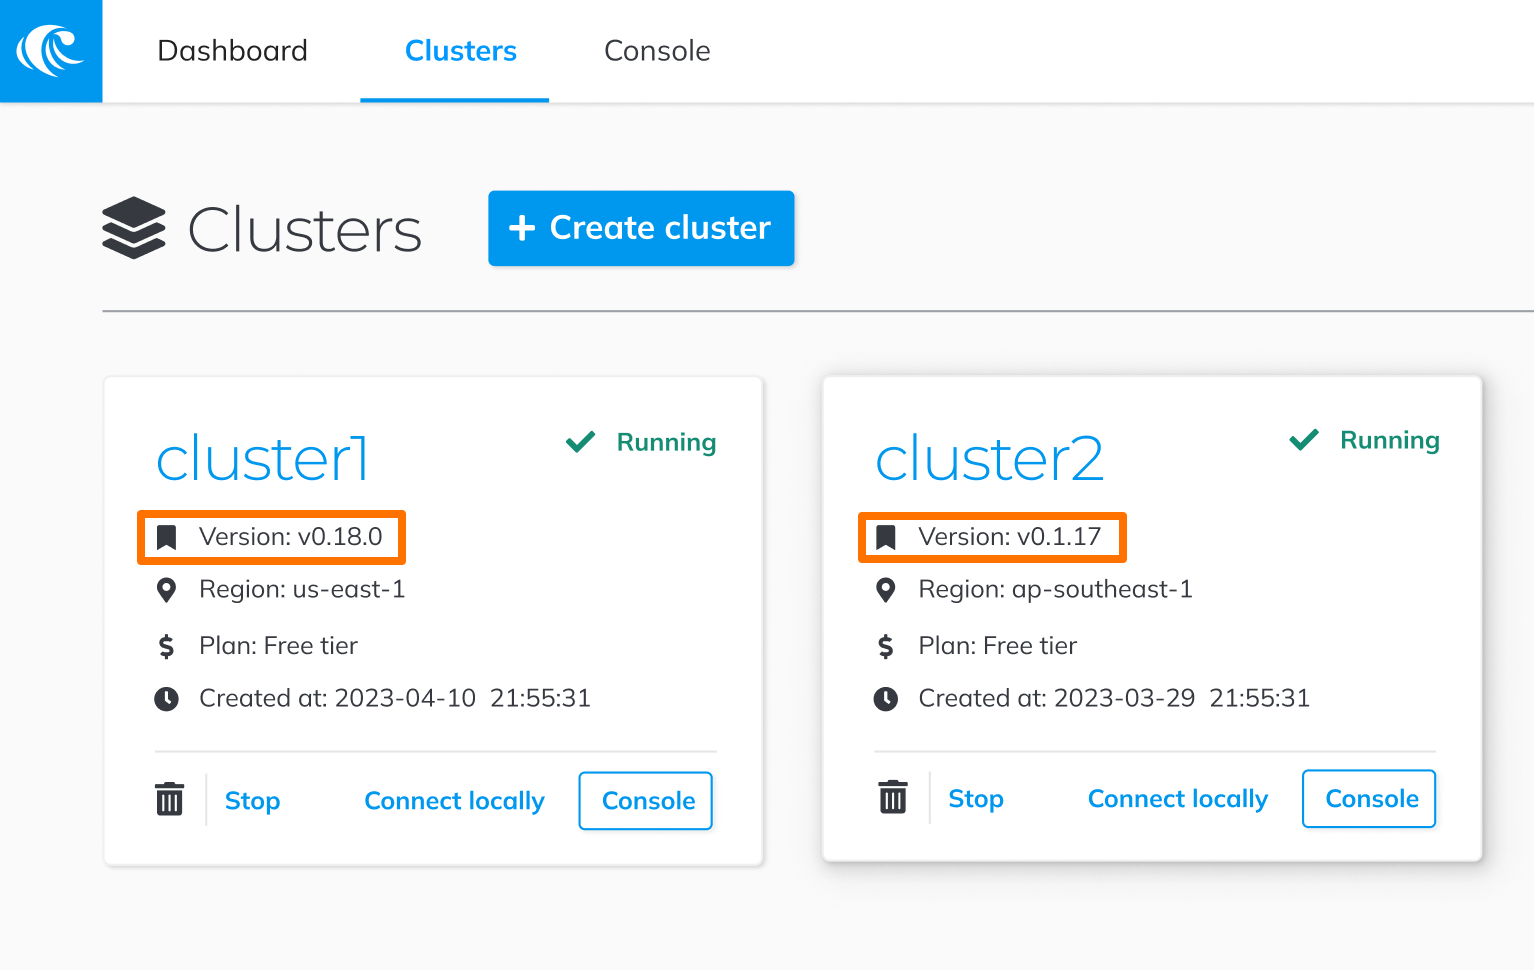 Dashboard Clusters Console
Clusters
+ Create cluster
cluster1
Running
Version: v0.18.0
Region: us-east-1
Plan: Free tier
Created at: 2023-04-10 21:55:31
Stop
Connect locally
Console
cluster2
Running
Version: v0.1.17
Region: ap-southeast-1
Plan: Free tier
Created at: 2023-03-29 21:55:31
Stop
Connect locally
Console